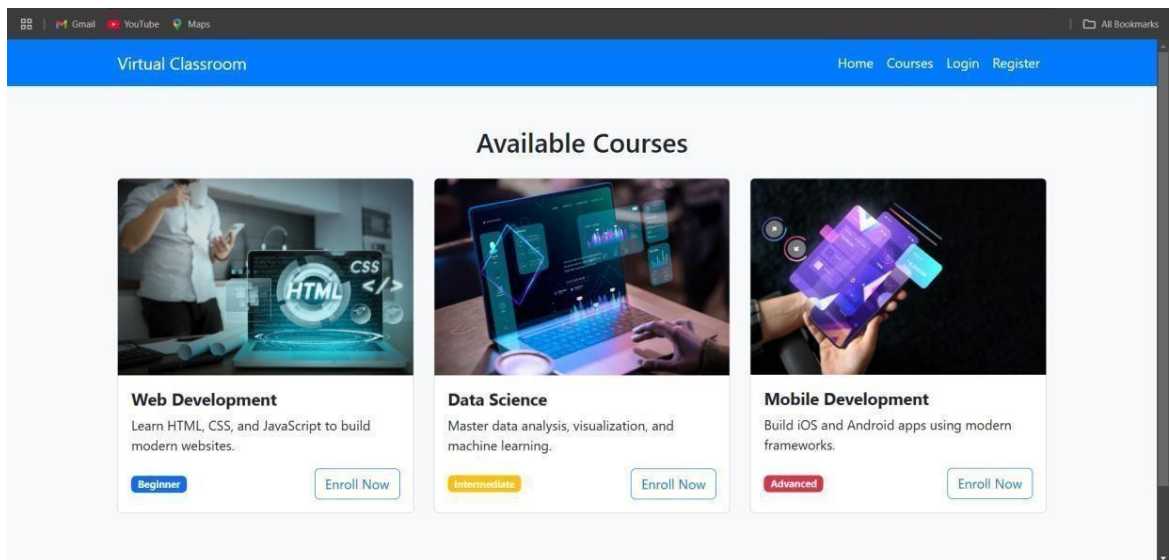 Gmail YouTube Maps All Bookmarks
Virtual Classroom Home Courses Login Register
Available Courses
CSS
HTML </>
Web Development
Learn HTML, CSS, and JavaScript to build
modern websites.
Beginner Enroll Now
Data Science
Master data analysis, visualization, and
machine learning.
Intermediate Enroll Now
Mobile Development
Build iOS and Android apps using modern
frameworks.
Advanced Enroll Now